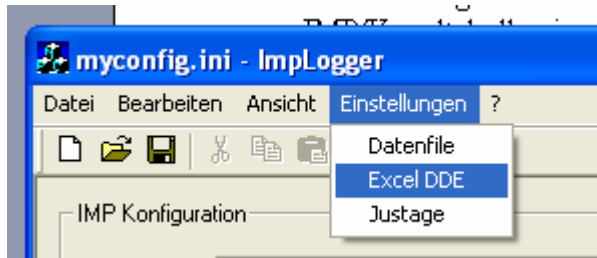 myconfig.ini - ImpLogger
Datei Bearbeiten Ansicht Einstellungen ?
Datenfile
Excel DDE
IMP Konfiguration
Justage